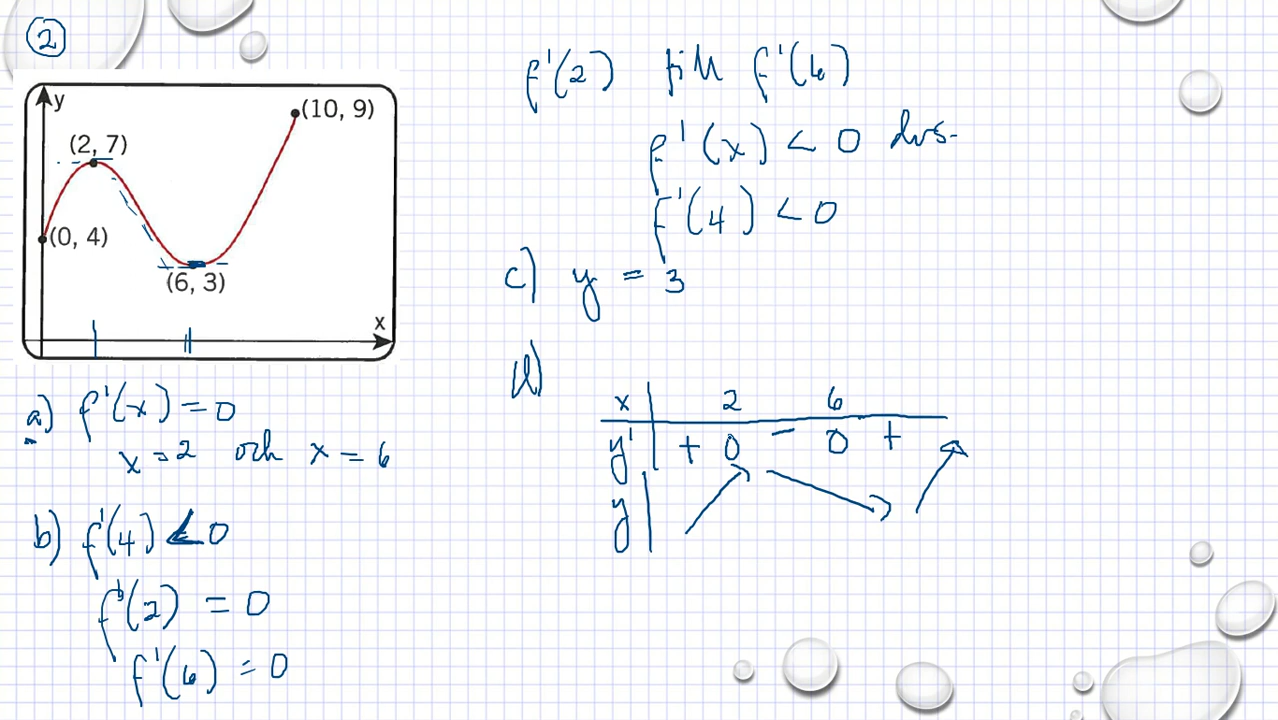 2
y
(10, 9)
(2, 7)
(0, 4)
(6, 3)
x
a) f'(x) = 0
x = 2 och x = 6
b) f'(4) < 0
f'(2) = 0
f'(6) = 0
f'(2) till f'(6)
f'(x) < 0 dvs.
f'(4) < 0
c) y = 3
d)
x 2 6
y' + 0 - 0 + 
y ↗ ↘ ↗